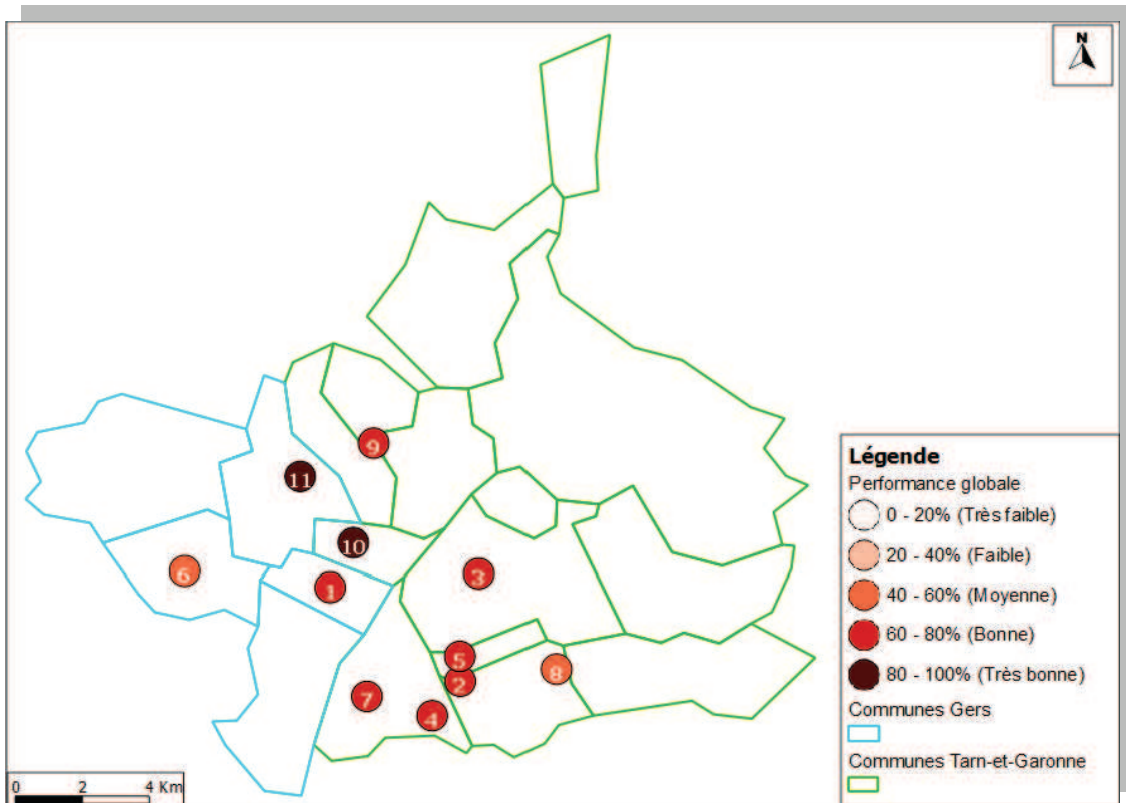 N
9
11
10
6
1
3
5
8
2
7
4
Légende
Performance globale
0 - 20% (Très faible)
20 - 40% (Faible)
40 - 60% (Moyenne)
60 - 80% (Bonne)
80 - 100% (Très bonne)
Communes Gers
Communes Tarn-et-Garonne
0 2 4 Km